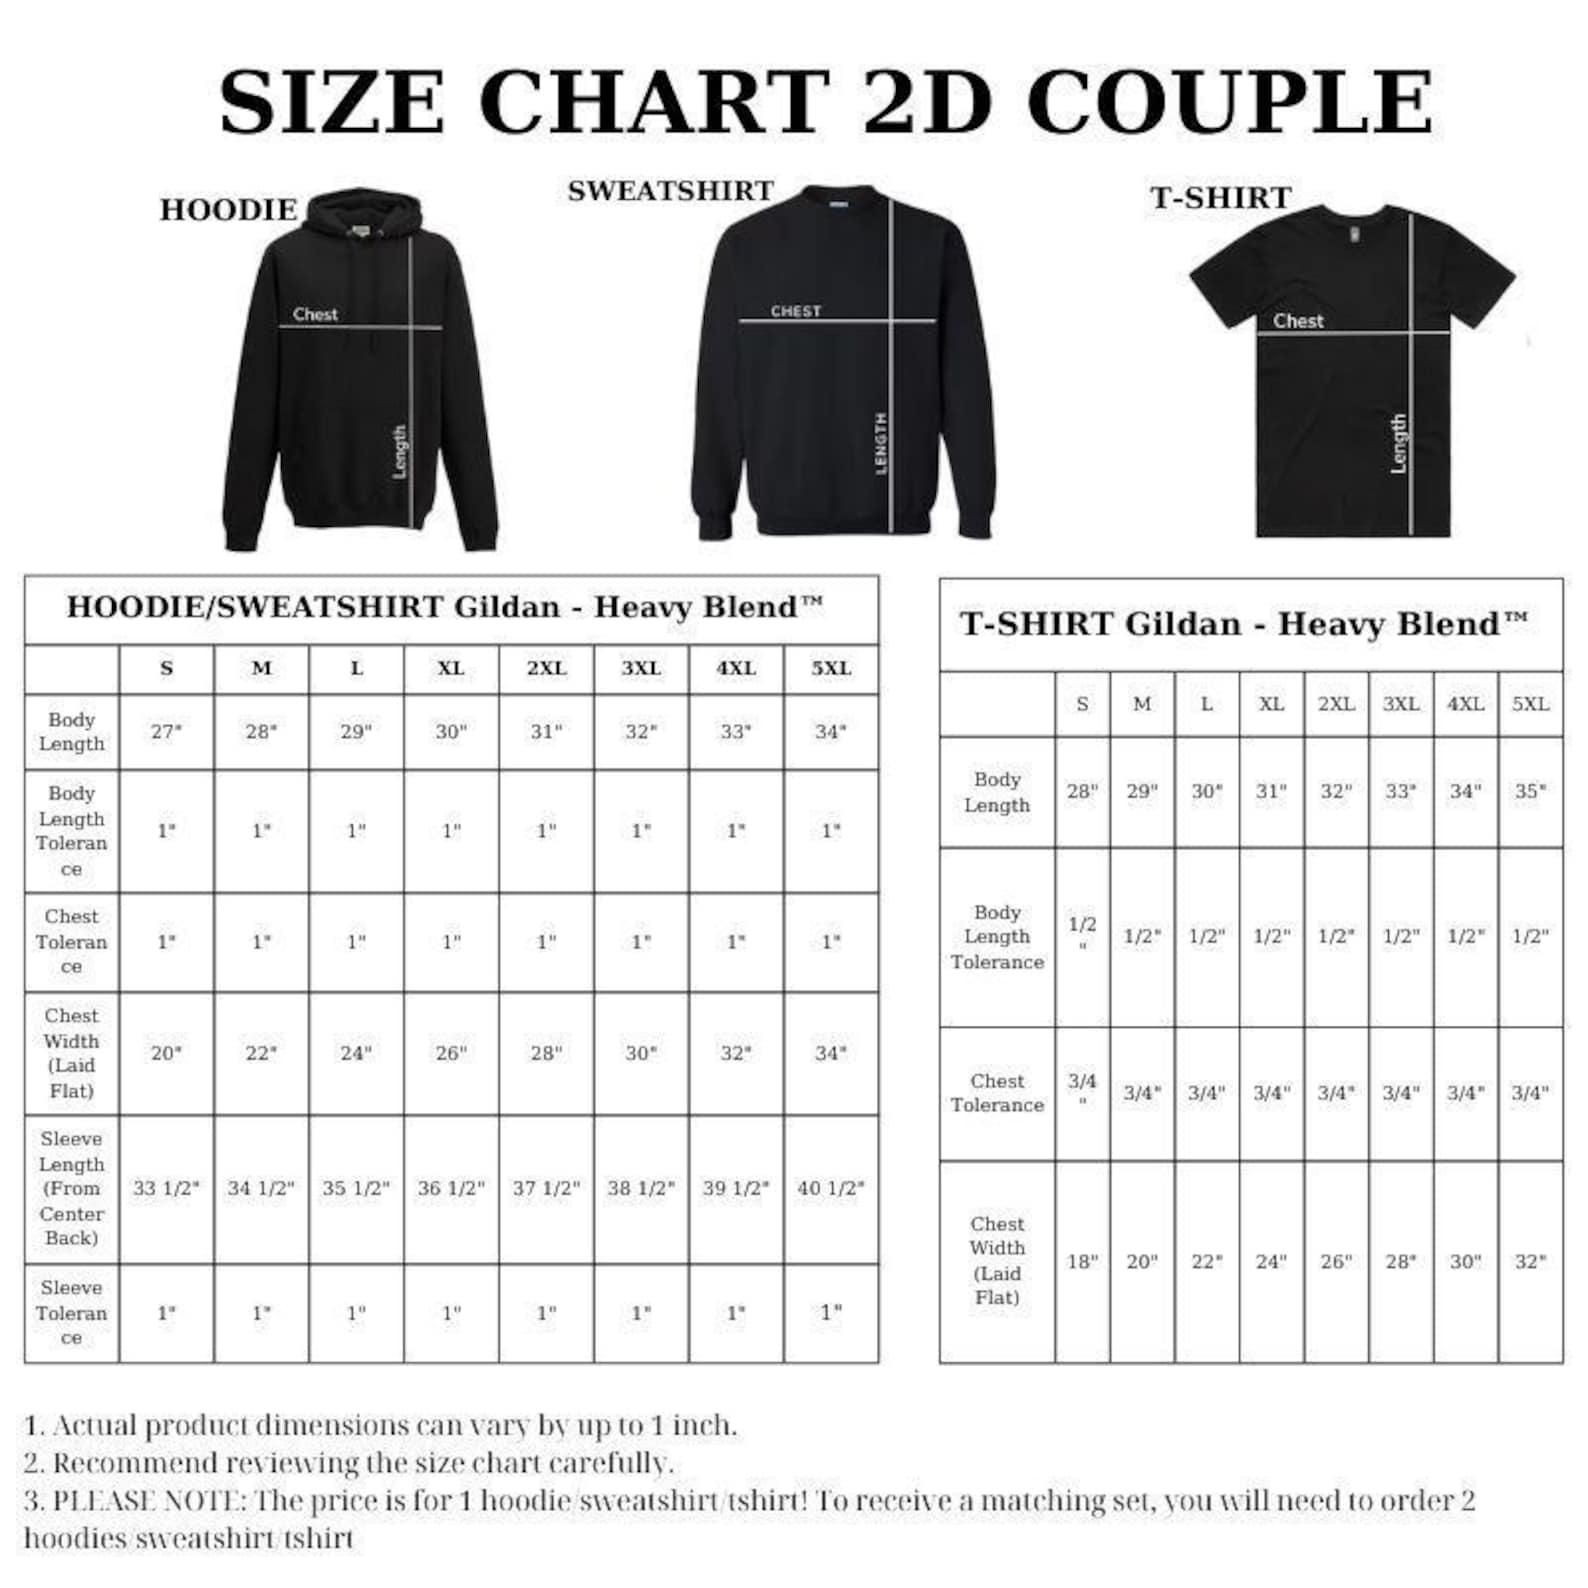 SIZE CHART 2D COUPLE
HOODIE
SWEATSHIRT
T-SHIRT
Chest
Length
CHEST
LENGTH
Chest
Length
HOODIE/SWEATSHIRT Gildan - Heavy Blend™
S M L XL 2XL 3XL 4XL 5XL
Body
Length
27" 28" 29" 30" 31" 32" 33" 34"
Body
Length
Toleran
ce
1" 1" 1" 1" 1" 1" 1" 1"
Chest
Toleran
ce
1" 1" 1" 1" 1" 1" 1" 1"
Chest
Width
(Laid
Flat)
20" 22" 24" 26" 28" 30" 32" 34"
Sleeve
Length
(From
Center
Back)
33 1/2" 34 1/2" 35 1/2" 36 1/2" 37 1/2" 38 1/2" 39 1/2" 40 1/2"
Sleeve
Toleran
ce
1" 1" 1" 1" 1" 1" 1" 1"
T-SHIRT Gildan - Heavy Blend™
S M L XL 2XL 3XL 4XL 5XL
Body
Length
28" 29" 30" 31" 32" 33" 34" 35"
Body
Length
Tolerance
1/2
" 1/2" 1/2" 1/2" 1/2" 1/2" 1/2" 1/2"
Chest
Tolerance
3/4
" 3/4" 3/4" 3/4" 3/4" 3/4" 3/4" 3/4"
Chest
Width
(Laid
Flat)
18" 20" 22" 24" 26" 28" 30" 32"
1. Actual product dimensions can vary by up to 1 inch.
2. Recommend reviewing the size chart carefully.
3. PLEASE NOTE: The price is for 1 hoodie/sweatshirt/tshirt! To receive a matching set, you will need to order 2
hoodies/sweatshirt/tshirt